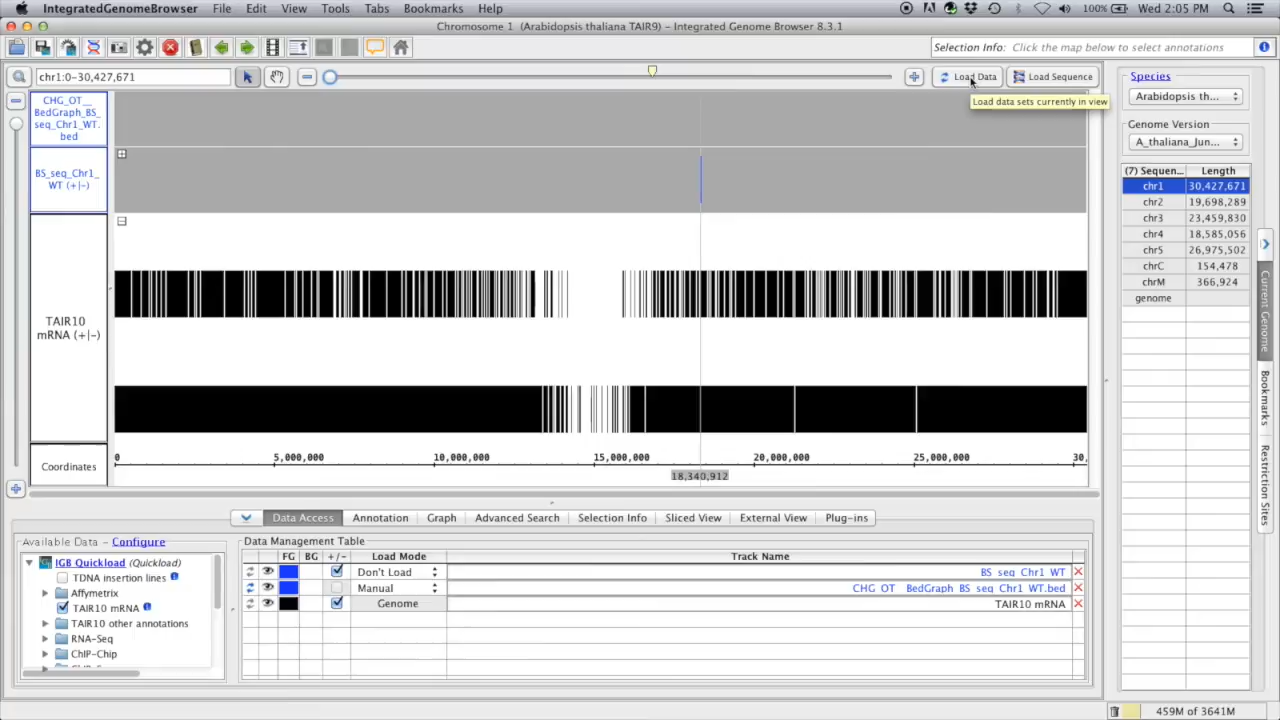 IntegratedGenomeBrowser File Edit View Tools Tabs Bookmarks Help 100% Wed 2:05 PM
Chromosome 1 (Arabidopsis thaliana TAIR9) – Integrated Genome Browser 8.3.1
Selection Info: Click the map below to select annotations
chr1:0–30,427,671
Load Data
Load Sequence
Load data sets currently in view
CHG_OT__
BedGraph_BS_
seq_Chr1_WT.
bed
BS_seq_Chr1_
WT (+|-)
TAIR10
mRNA (+|-)
Coordinates
0 5,000,000 10,000,000 15,000,000 20,000,000 25,000,000 30,
18,340,912
Species
Arabidopsis th...
Genome Version
A_thaliana_Jun...
(7) Sequen... Length
chr1 30,427,671
chr2 19,698,289
chr3 23,459,830
chr4 18,585,056
chr5 26,975,502
chrC 154,478
chrM 366,924
genome
Current Genome
Bookmarks
Restriction Sites
Data Access Annotation Graph Advanced Search Selection Info Sliced View External View Plug-ins
Available Data – Configure
IGB Quickload (Quickload)
TDNA insertion lines
Affymetrix
TAIR10 mRNA
TAIR10 other annotations
RNA-Seq
ChIP-Chip
Data Management Table
FG BG +/- Load Mode Track Name
Don't Load BS_seq_Chr1_WT
Manual CHG_OT__BedGraph_BS_seq_Chr1_WT.bed
Genome TAIR10 mRNA
459M of 3641M